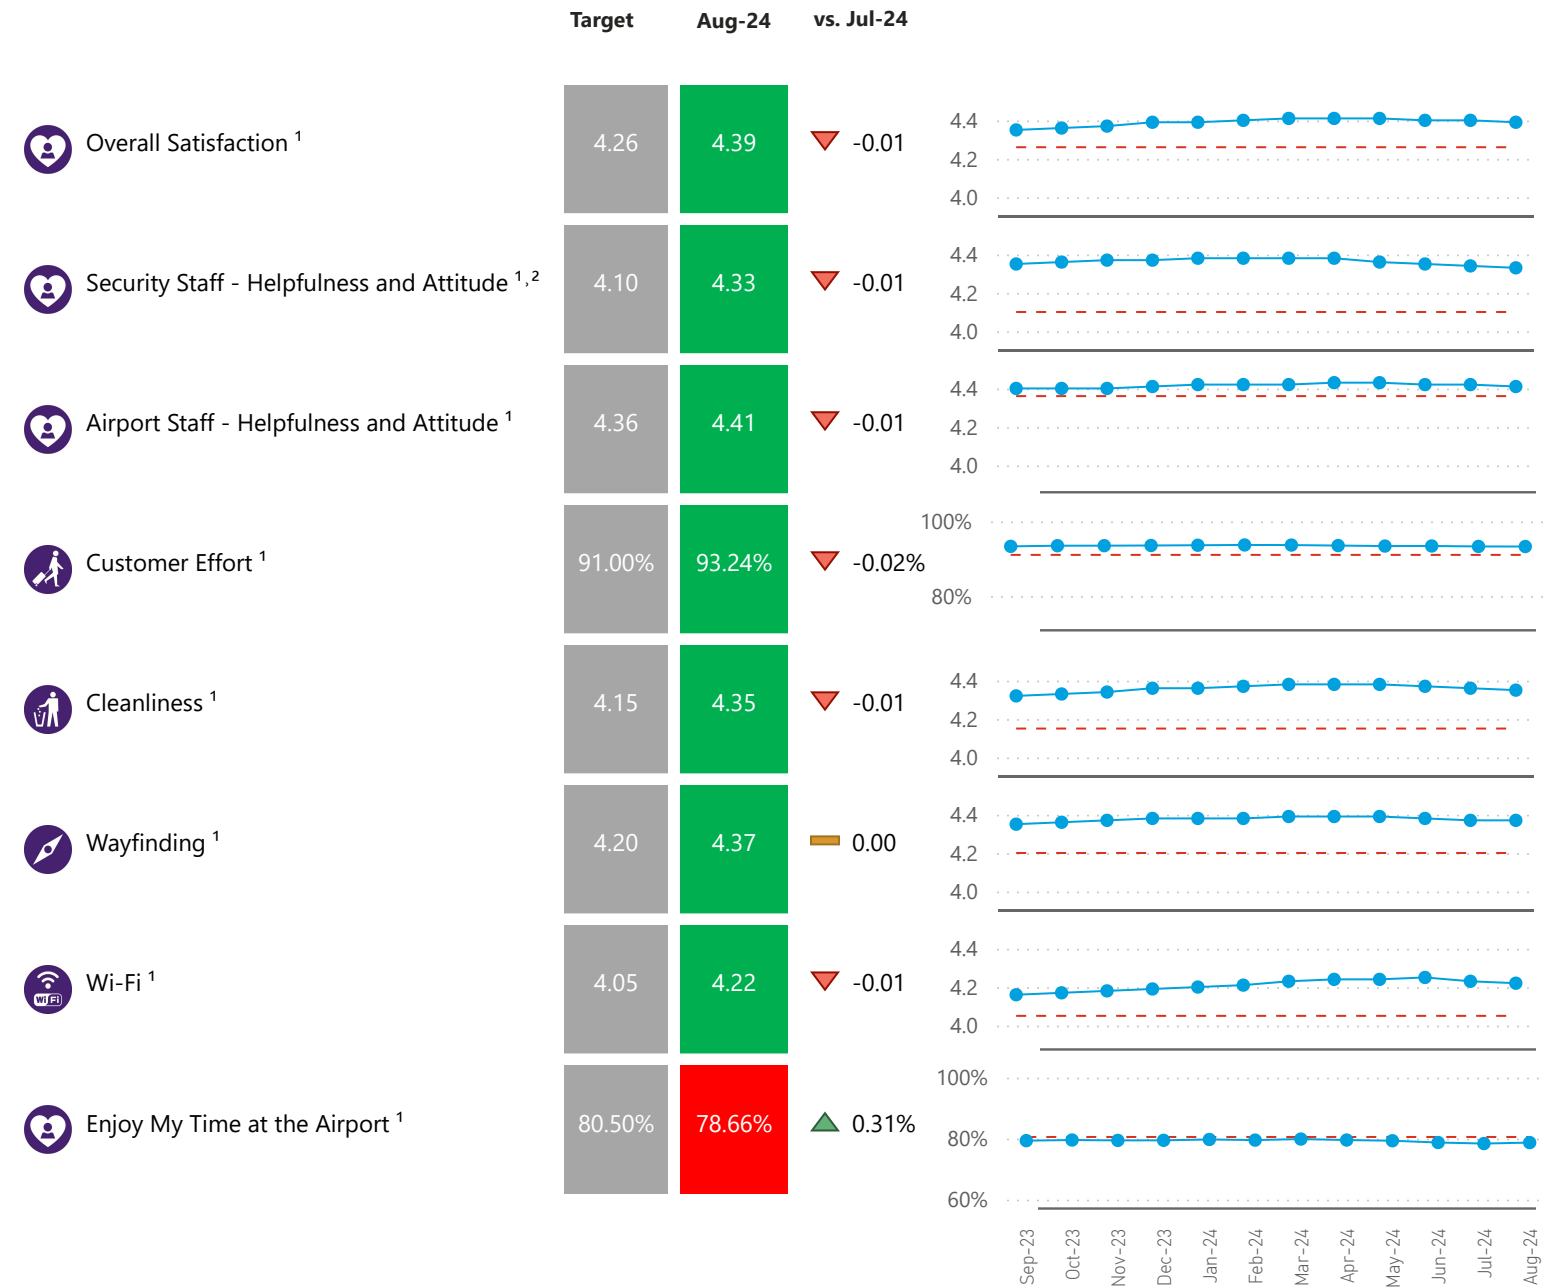 Target Aug-24 vs. Jul-24
Overall Satisfaction ¹ 4.26 4.39 -0.01
4.4
4.2
4.0
Security Staff - Helpfulness and Attitude ¹,² 4.10 4.33 -0.01
4.4
4.2
4.0
Airport Staff - Helpfulness and Attitude ¹ 4.36 4.41 -0.01
4.4
4.2
4.0
Customer Effort ¹ 91.00% 93.24% -0.02%
100%
80%
Cleanliness ¹ 4.15 4.35 -0.01
4.4
4.2
4.0
Wayfinding ¹ 4.20 4.37 0.00
4.4
4.2
4.0
WiFi
Wi-Fi ¹ 4.05 4.22 -0.01
4.4
4.2
4.0
Enjoy My Time at the Airport ¹ 80.50% 78.66% 0.31%
100%
80%
60%
Sep-23 Oct-23 Nov-23 Dec-23 Jan-24 Feb-24 Mar-24 Apr-24 May-24 Jun-24 Jul-24 Aug-24